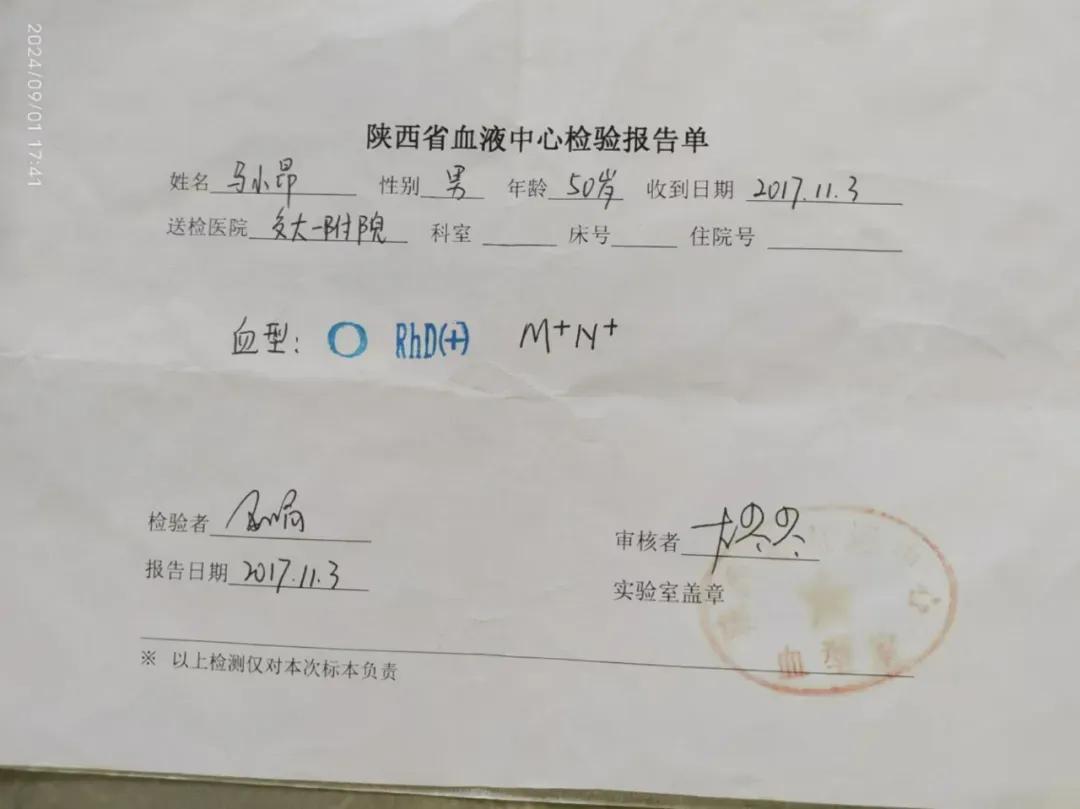 2024/09/01 17:41
陕西省血液中心检验报告单
姓名 马小昂 性别 男 年龄 50岁 收到日期 2017.11.3
送检医院 交大一附院 科室 床号 住院号
血型: O RhD(+) M+N+
检验者
审核者
报告日期 2017.11.3
实验室盖章
※ 以上检测仅对本次标本负责